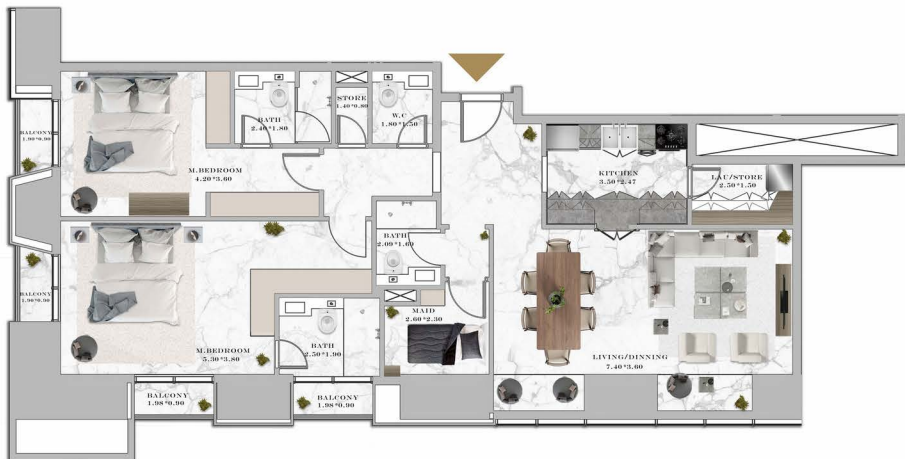 BALCONY
1.90*0.90
M.BEDROOM
4.20*3.60
BATH
2.40*1.80
STORE
1.40*0.80
W.C
1.80*1.50
KITCHEN
3.50*2.47
LAU/STORE
2.50*1.50
BALCONY
1.90*0.90
M.BEDROOM
5.30*3.80
BATH
2.09*1.60
BATH
2.50*1.90
MAID
2.60*2.30
LIVING/DINNING
7.40*3.60
BALCONY
1.98*0.90
BALCONY
1.98*0.90